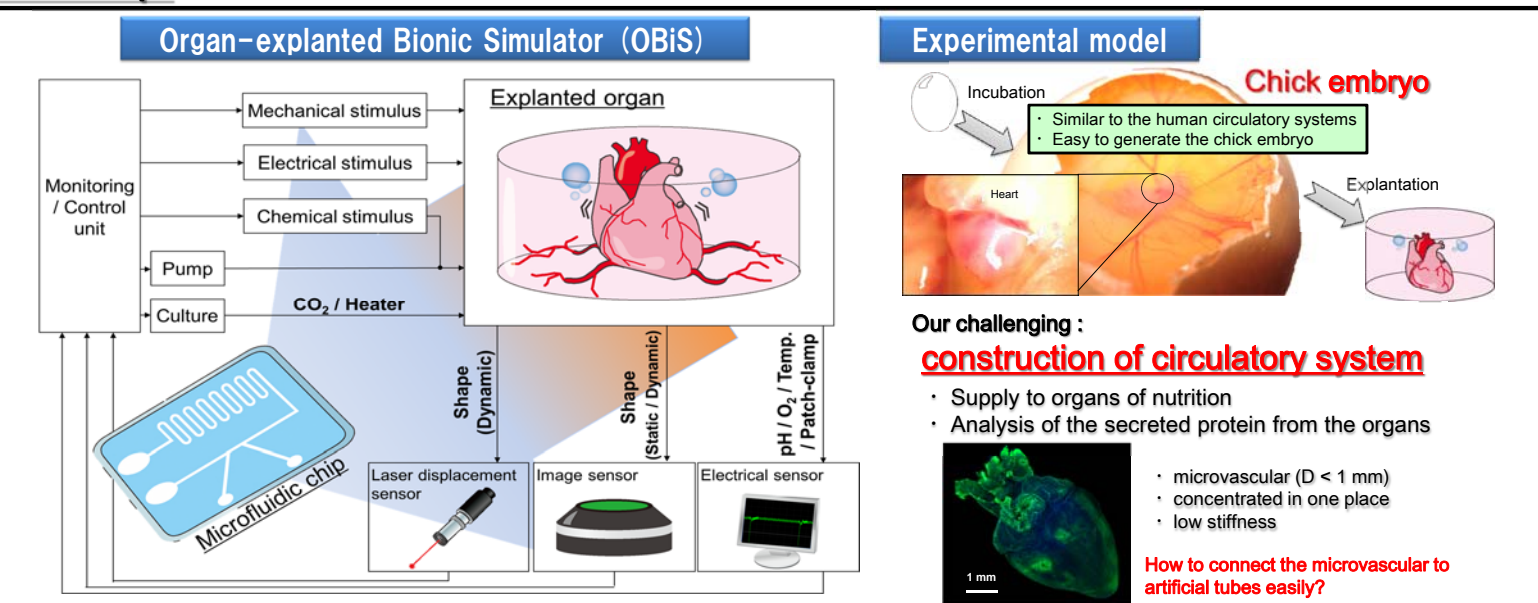 Organ-explanted Bionic Simulator (OBiS)
Monitoring
/ Control
unit
Mechanical stimulus
Electrical stimulus
Chemical stimulus
Pump
Culture
CO₂ / Heater
Explanted organ
Microfluidic chip
Shape
(Dynamic)
Shape
(Static / Dynamic)
pH / O₂ / Temp.
/ Patch-clamp
Laser displacement
sensor
Image sensor
Electrical sensor
Experimental model
Incubation
Chick embryo
・ Similar to the human circulatory systems
・ Easy to generate the chick embryo
Heart
Explantation
Our challenging :
construction of circulatory system
・ Supply to organs of nutrition
・ Analysis of the secreted protein from the organs
1 mm
・ microvascular (D < 1 mm)
・ concentrated in one place
・ low stiffness
How to connect the microvascular to
artificial tubes easily?